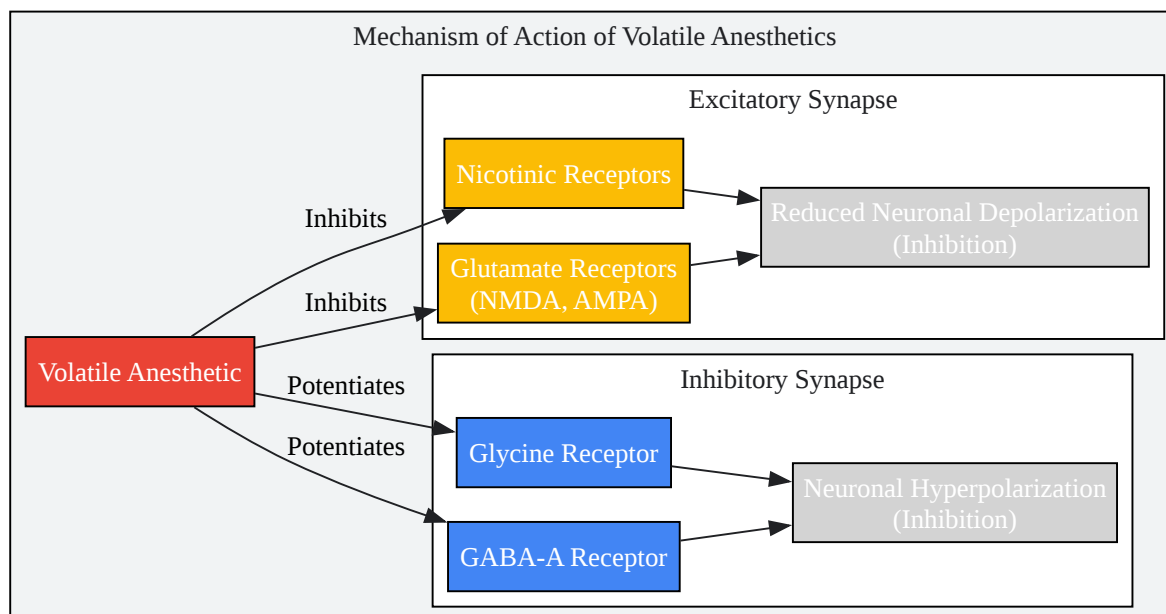 Mechanism of Action of Volatile Anesthetics
Excitatory Synapse
Nicotinic Receptors
Inhibits
Reduced Neuronal Depolarization
(Inhibition)
Glutamate Receptors
(NMDA, AMPA)
Inhibits
Volatile Anesthetic
Inhibitory Synapse
Potentiates
Glycine Receptor
Potentiates
Neuronal Hyperpolarization
(Inhibition)
GABA-A Receptor